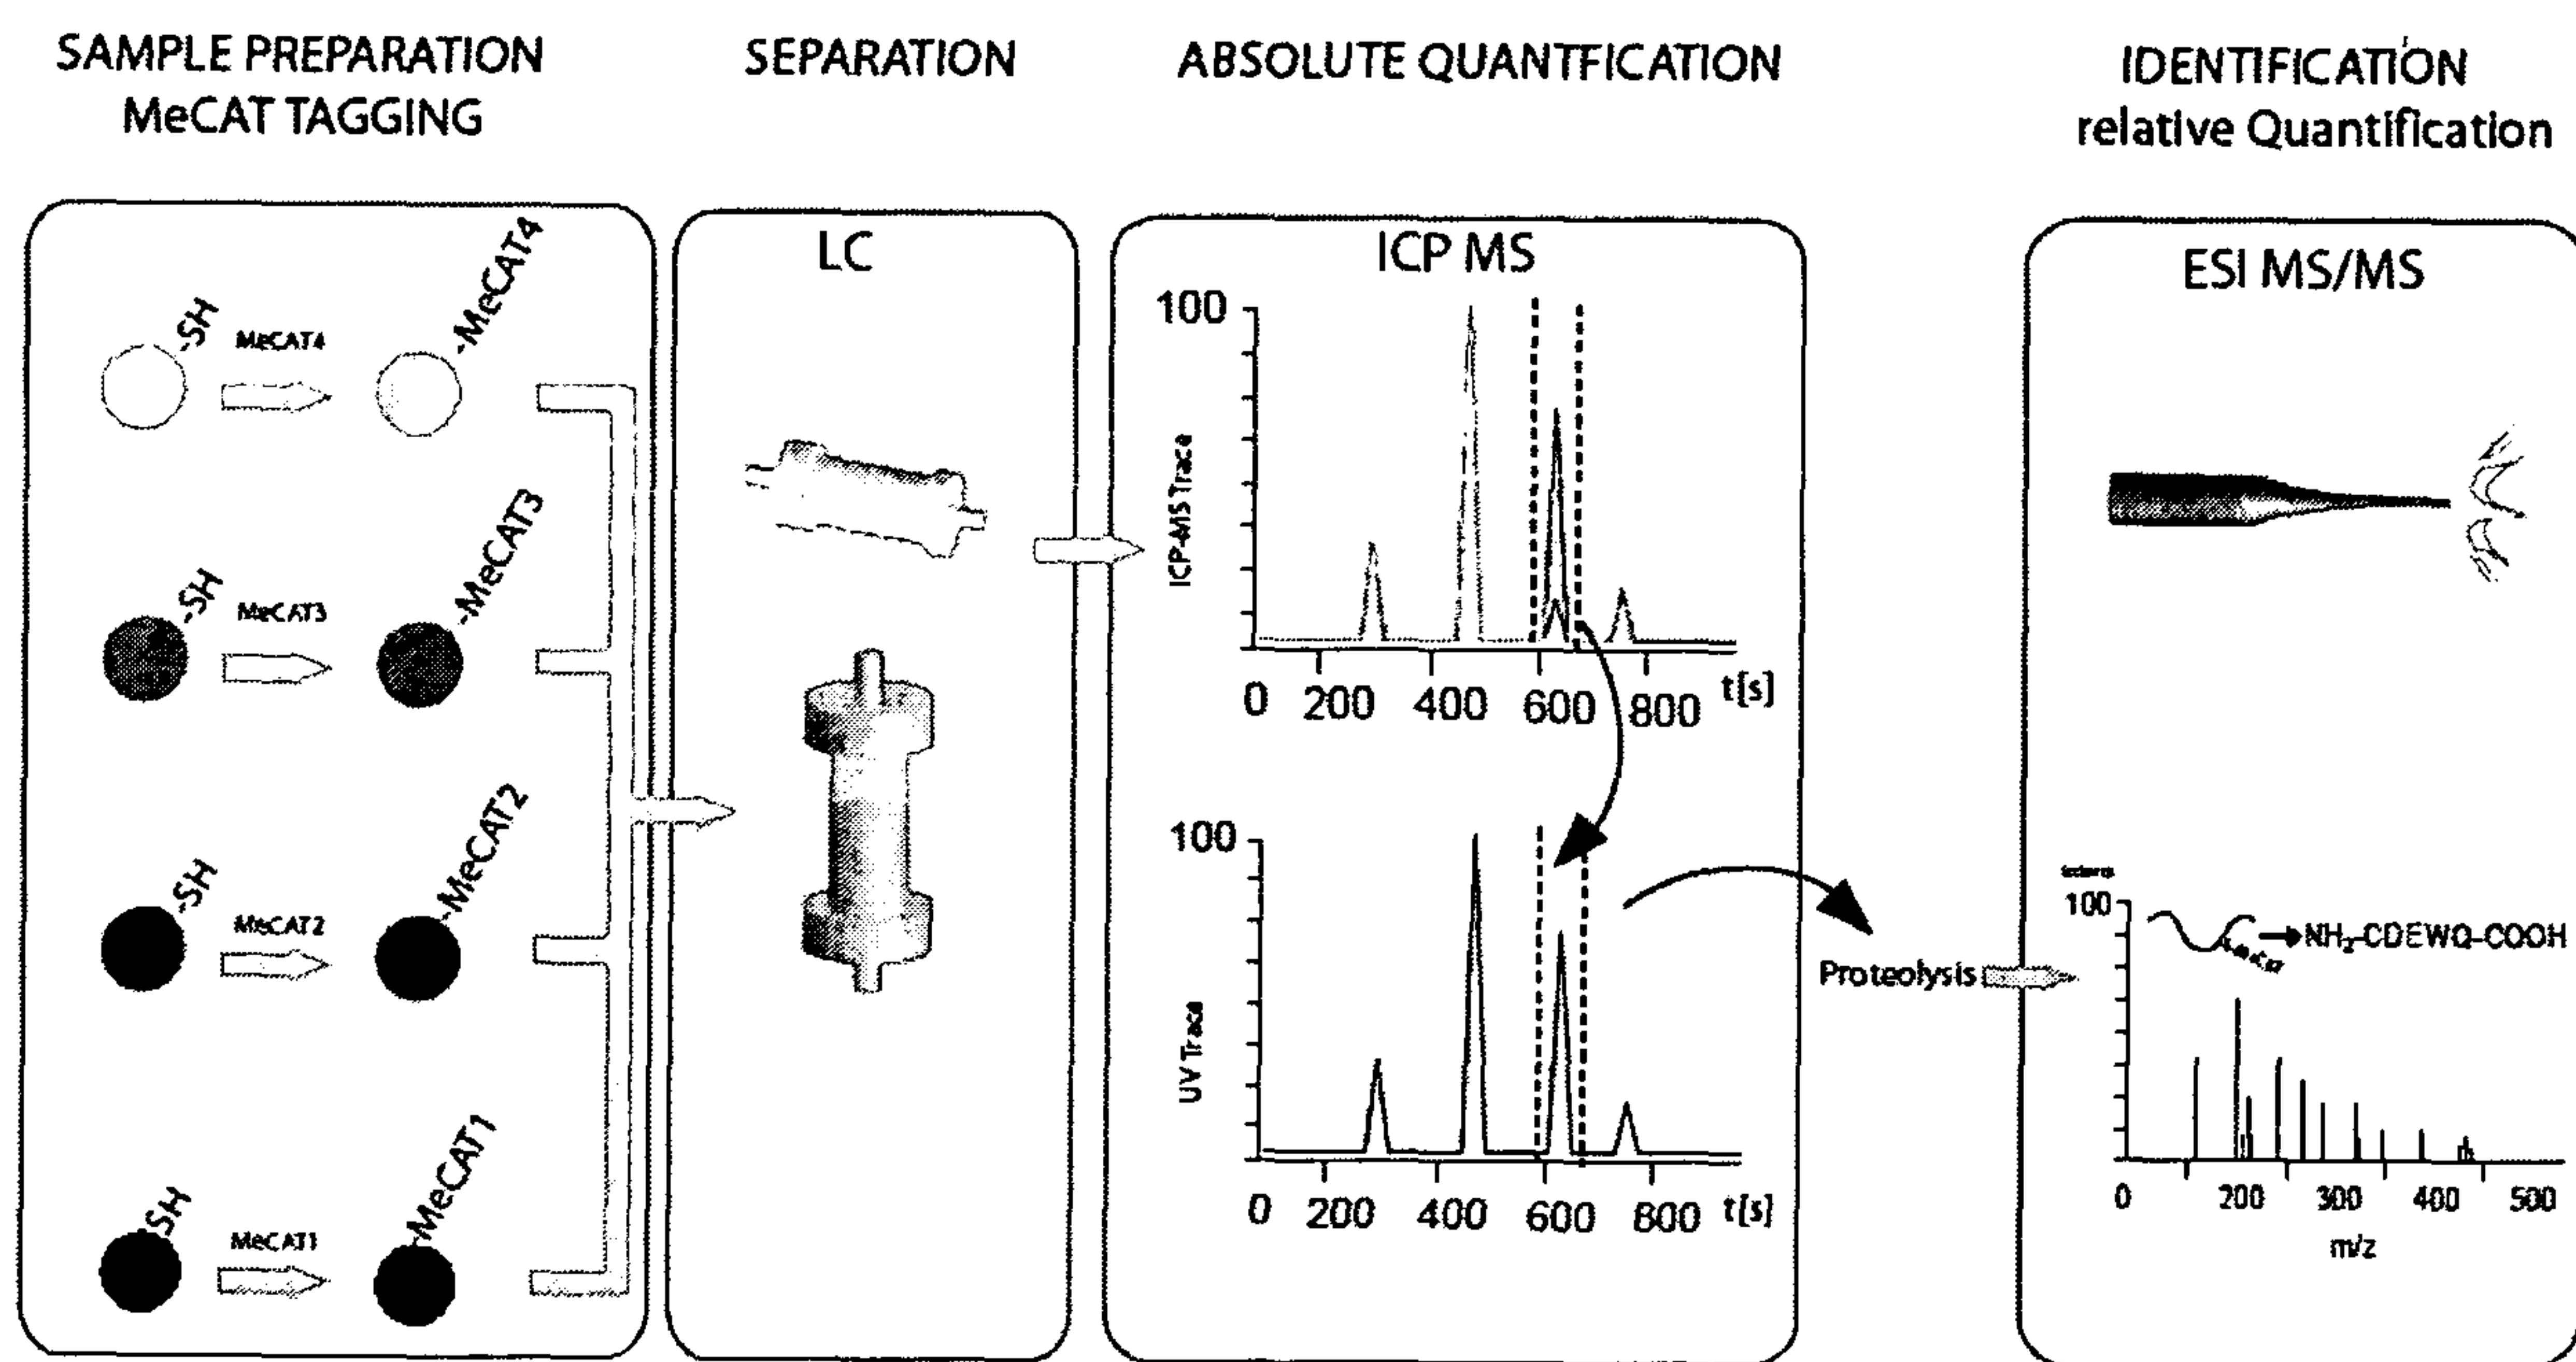 SAMPLE PREPARATION
MeCAT TAGGING
SEPARATION
ABSOLUTE QUANTFICATION
IDENTIFICATION
relative Quantification
-SH
MeCAT4
-MeCAT4
-SH
MeCAT3
-MeCAT3
-SH
MeCAT2
-MeCAT2
-SH
MeCAT1
-MeCAT1
LC
ICP MS
100
ICP-MS Trace
0 200 400 600 800 t[s]
100
UV Trace
0 200 400 600 800 t[s]
Proteolysis
ESI MS/MS
100
NH2-CDEWQ-COOH
0 200 300 400 500
m/z